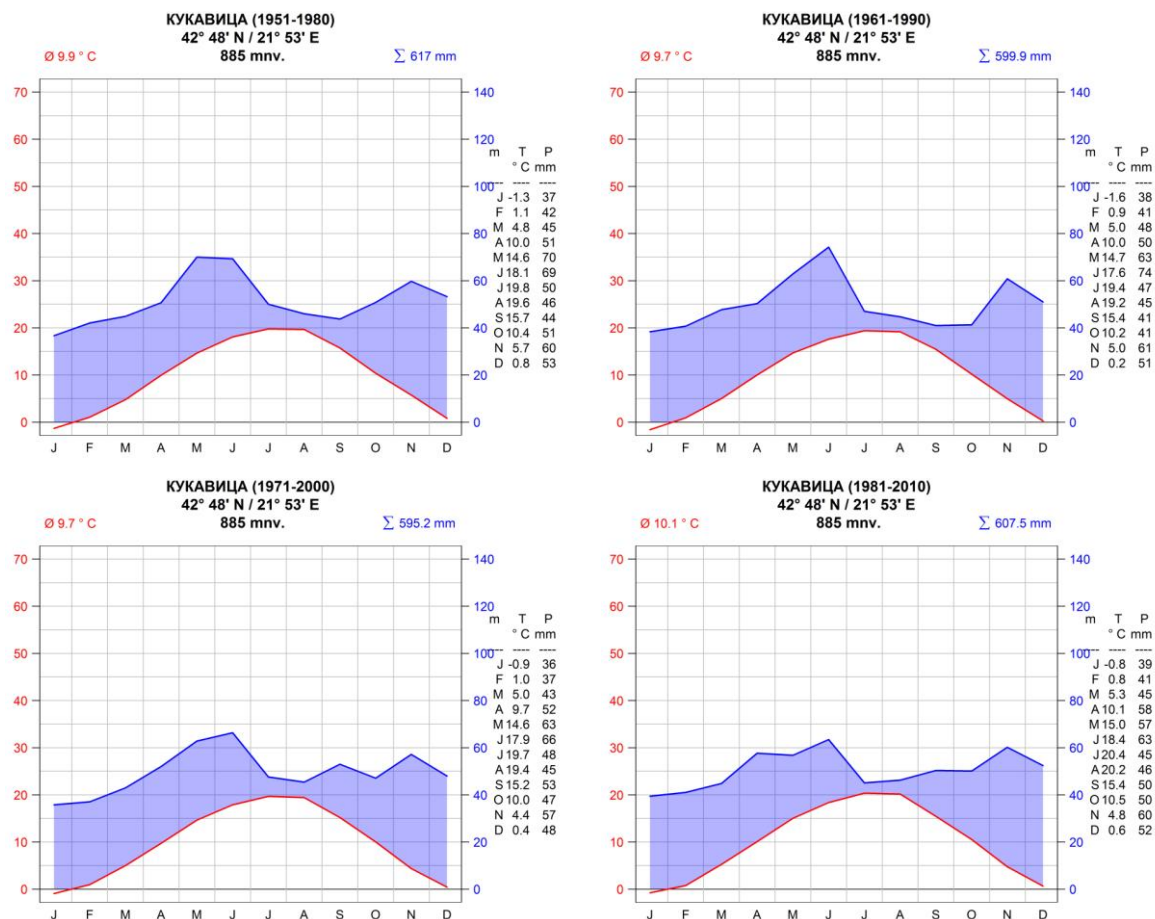 КУКАВИЦА (1951-1980)
42° 48' N / 21° 53' E
Ø 9.9 ° C 885 mnv. ∑ 617 mm
70 140
60 120
50 100
40 80
30 60
20 40
10 20
0 0
J F M A M J J A S O N D
m T P
° C mm
---- ---- ----
J -1.3 37
F 1.1 42
M 4.8 45
A 10.0 51
M 14.6 70
J 18.1 69
J 19.8 50
A 19.6 46
S 15.7 44
O 10.4 51
N 5.7 60
D 0.8 53
КУКАВИЦА (1961-1990)
42° 48' N / 21° 53' E
Ø 9.7 ° C 885 mnv. ∑ 599.9 mm
70 140
60 120
50 100
40 80
30 60
20 40
10 20
0 0
J F M A M J J A S O N D
m T P
° C mm
---- ---- ----
J -1.6 38
F 0.9 41
M 5.0 48
A 10.0 50
M 14.7 63
J 17.6 74
J 19.4 47
A 19.2 45
S 15.4 41
O 10.2 41
N 5.0 61
D 0.2 51
КУКАВИЦА (1971-2000)
42° 48' N / 21° 53' E
Ø 9.7 ° C 885 mnv. ∑ 595.2 mm
70 140
60 120
50 100
40 80
30 60
20 40
10 20
0 0
J F M A M J J A S O N D
m T P
° C mm
---- ---- ----
J -0.9 36
F 1.0 37
M 5.0 43
A 9.7 52
M 14.6 63
J 17.9 66
J 19.7 48
A 19.4 45
S 15.2 53
O 10.0 47
N 4.4 57
D 0.4 48
КУКАВИЦА (1981-2010)
42° 48' N / 21° 53' E
Ø 10.1 ° C 885 mnv. ∑ 607.5 mm
70 140
60 120
50 100
40 80
30 60
20 40
10 20
0 0
J F M A M J J A S O N D
m T P
° C mm
---- ---- ----
J -0.8 39
F 0.8 41
M 5.3 45
A 10.1 58
M 15.0 57
J 18.4 63
J 20.4 45
A 20.2 46
S 15.4 50
O 10.5 50
N 4.8 60
D 0.6 52